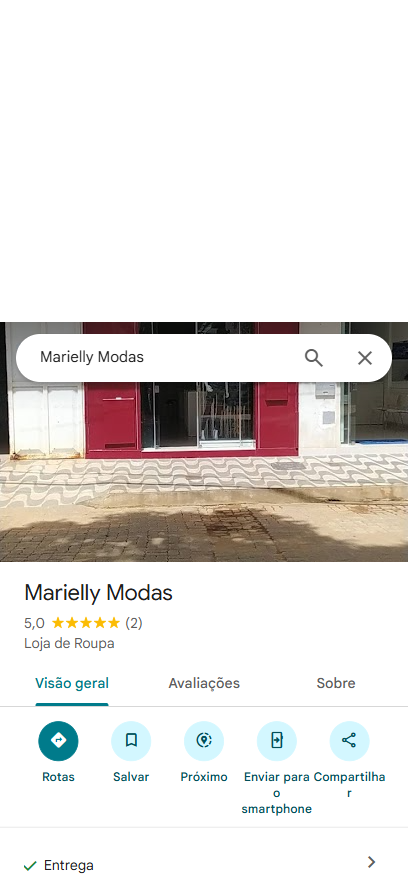 Marielly Modas
Marielly Modas
5,0 ★★★★★ (2)
Loja de Roupa
Visão geral Avaliações Sobre
Rotas Salvar Próximo Enviar para o smartphone Compartilhar
Entrega